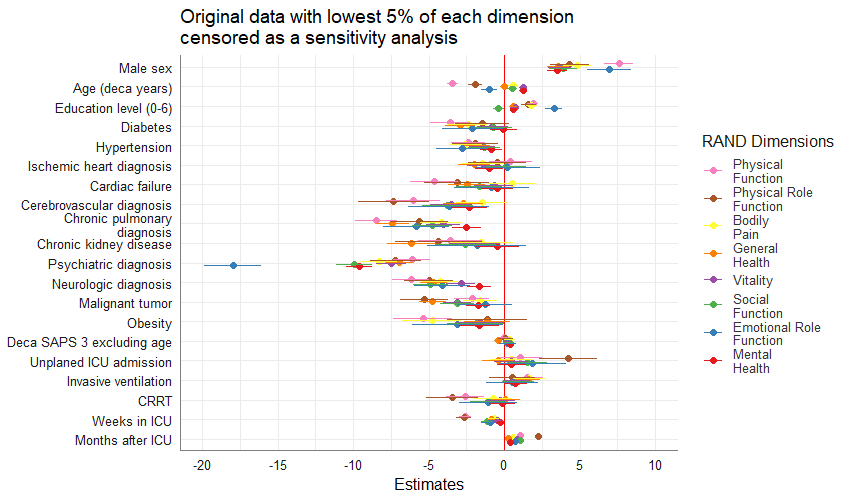 Original data with lowest 5% of each dimension
censored as a sensitivity analysis
Male sex
Age (deca years)
Education level (0-6)
Diabetes
Hypertension
Ischemic heart diagnosis
Cardiac failure
Cerebrovascular diagnosis
Chronic pulmonary
diagnosis
Chronic kidney disease
Psychiatric diagnosis
Neurologic diagnosis
Malignant tumor
Obesity
Deca SAPS 3 excluding age
Unplaned ICU admission
Invasive ventilation
CRRT
Weeks in ICU
Months after ICU
-20
-15
-10
-5
0
5
10
Estimates
RAND Dimensions
Physical
Function
Physical Role
Function
Bodily
Pain
General
Health
Vitality
Social
Function
Emotional Role
Function
Mental
Health